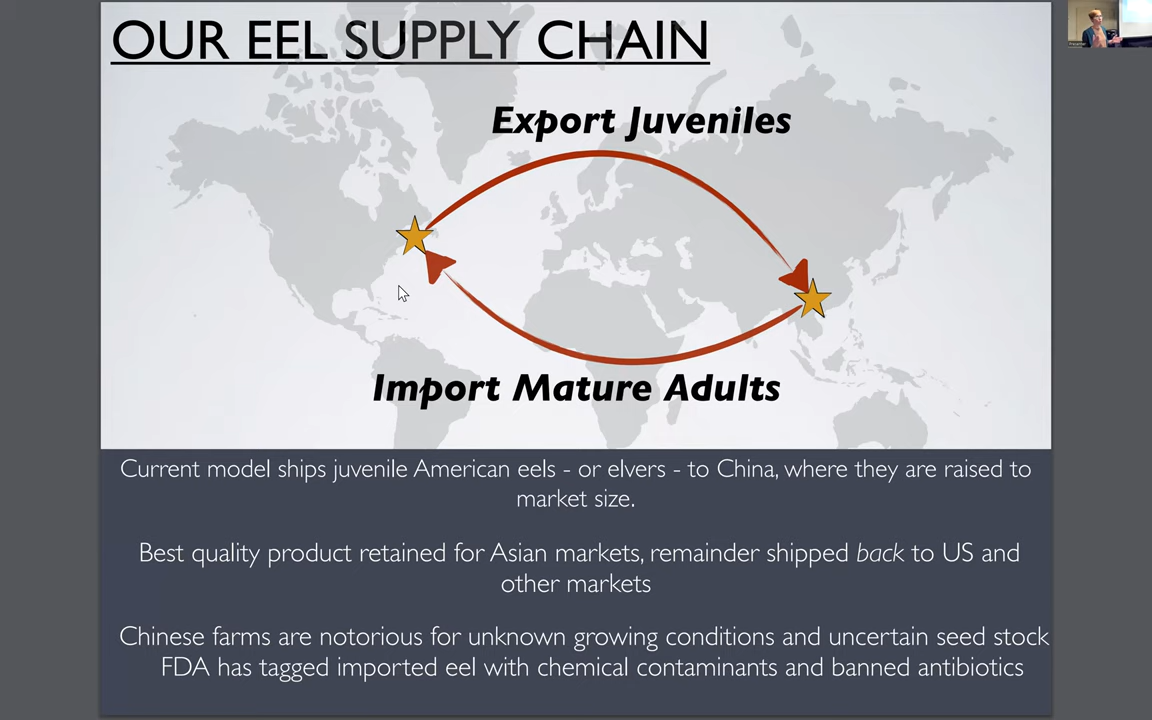 OUR EEL SUPPLY CHAIN
Export Juveniles
Import Mature Adults
Current model ships juvenile American eels - or elvers - to China, where they are raised to
market size.
Best quality product retained for Asian markets, remainder shipped back to US and
other markets
Chinese farms are notorious for unknown growing conditions and uncertain seed stock
FDA has tagged imported eel with chemical contaminants and banned antibiotics